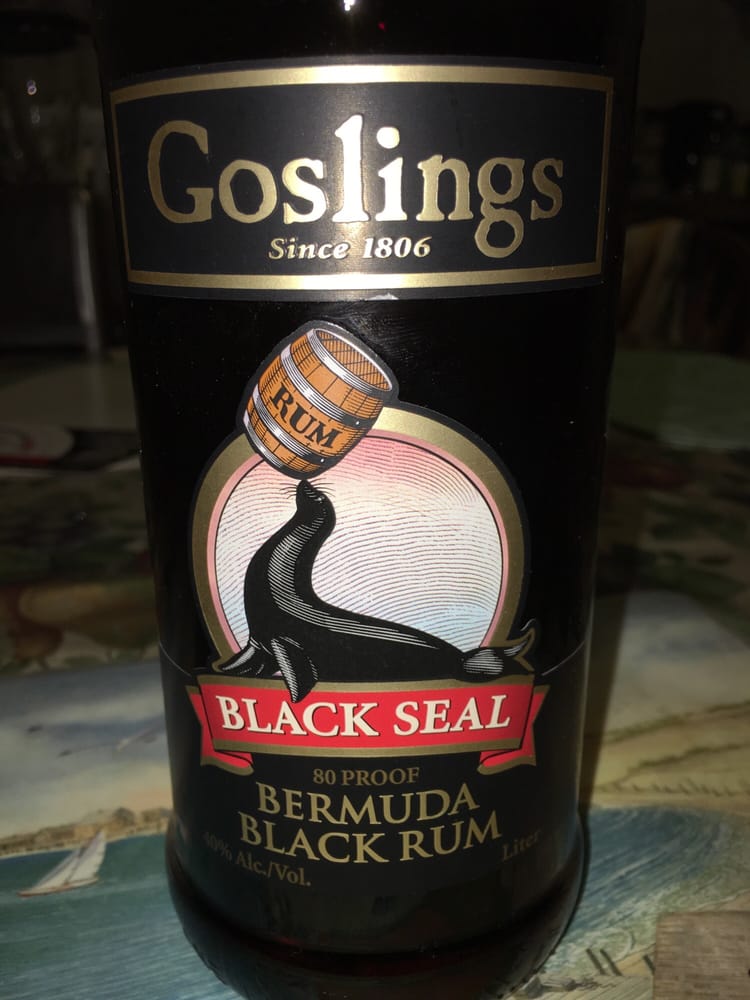 Goslings
Since 1806
RUM
BLACK SEAL
80 PROOF
BERMUDA
BLACK RUM
40% Alc./Vol.
Liter